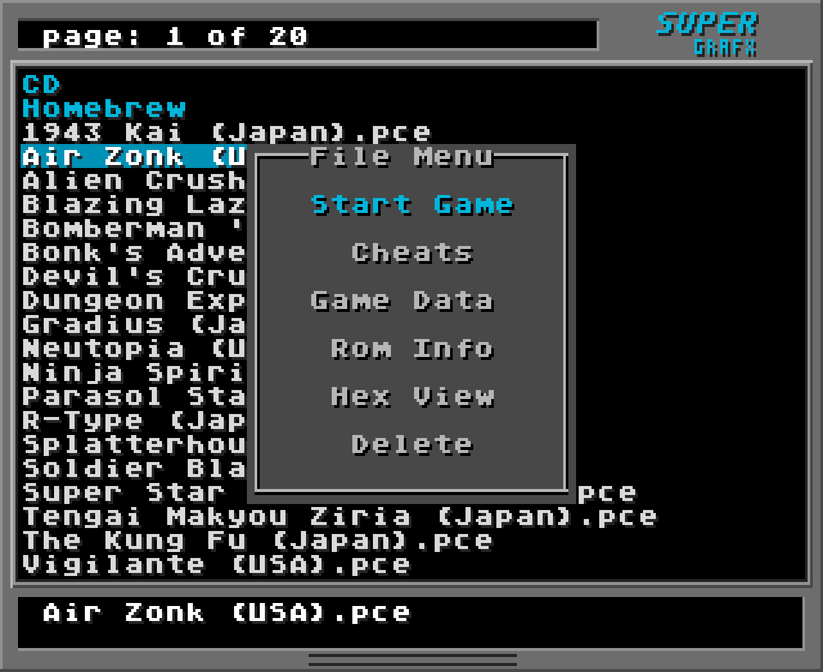 page: 1 of 20
SUPER
GRAFX
CD
Homebrew
1943 Kai (Japan).pce
Air Zonk (U
Alien Crush
Blazing Laz
Bomberman '
Bonk's Adve
Devil's Cru
Dungeon Exp
Gradius (Ja
Neutopia (U
Ninja Spiri
Parasol Sta
R-Type (Jap
Splatterhou
Soldier Bla
Super Star pce
Tengai Makyou Ziria (Japan).pce
The Kung Fu (Japan).pce
Vigilante (USA).pce
File Menu
Start Game
Cheats
Game Data
Rom Info
Hex View
Delete
Air Zonk (USA).pce